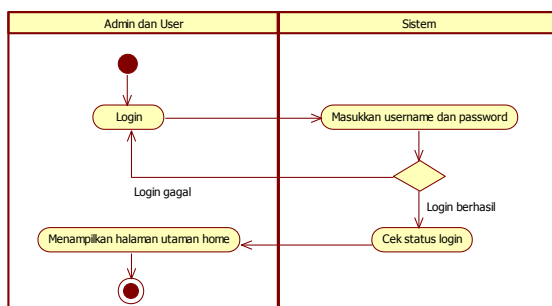 Admin dan User
Sistem
Login
Masukkan username dan password
Login gagal
Login berhasil
Menampilkan halaman utaman home
Cek status login